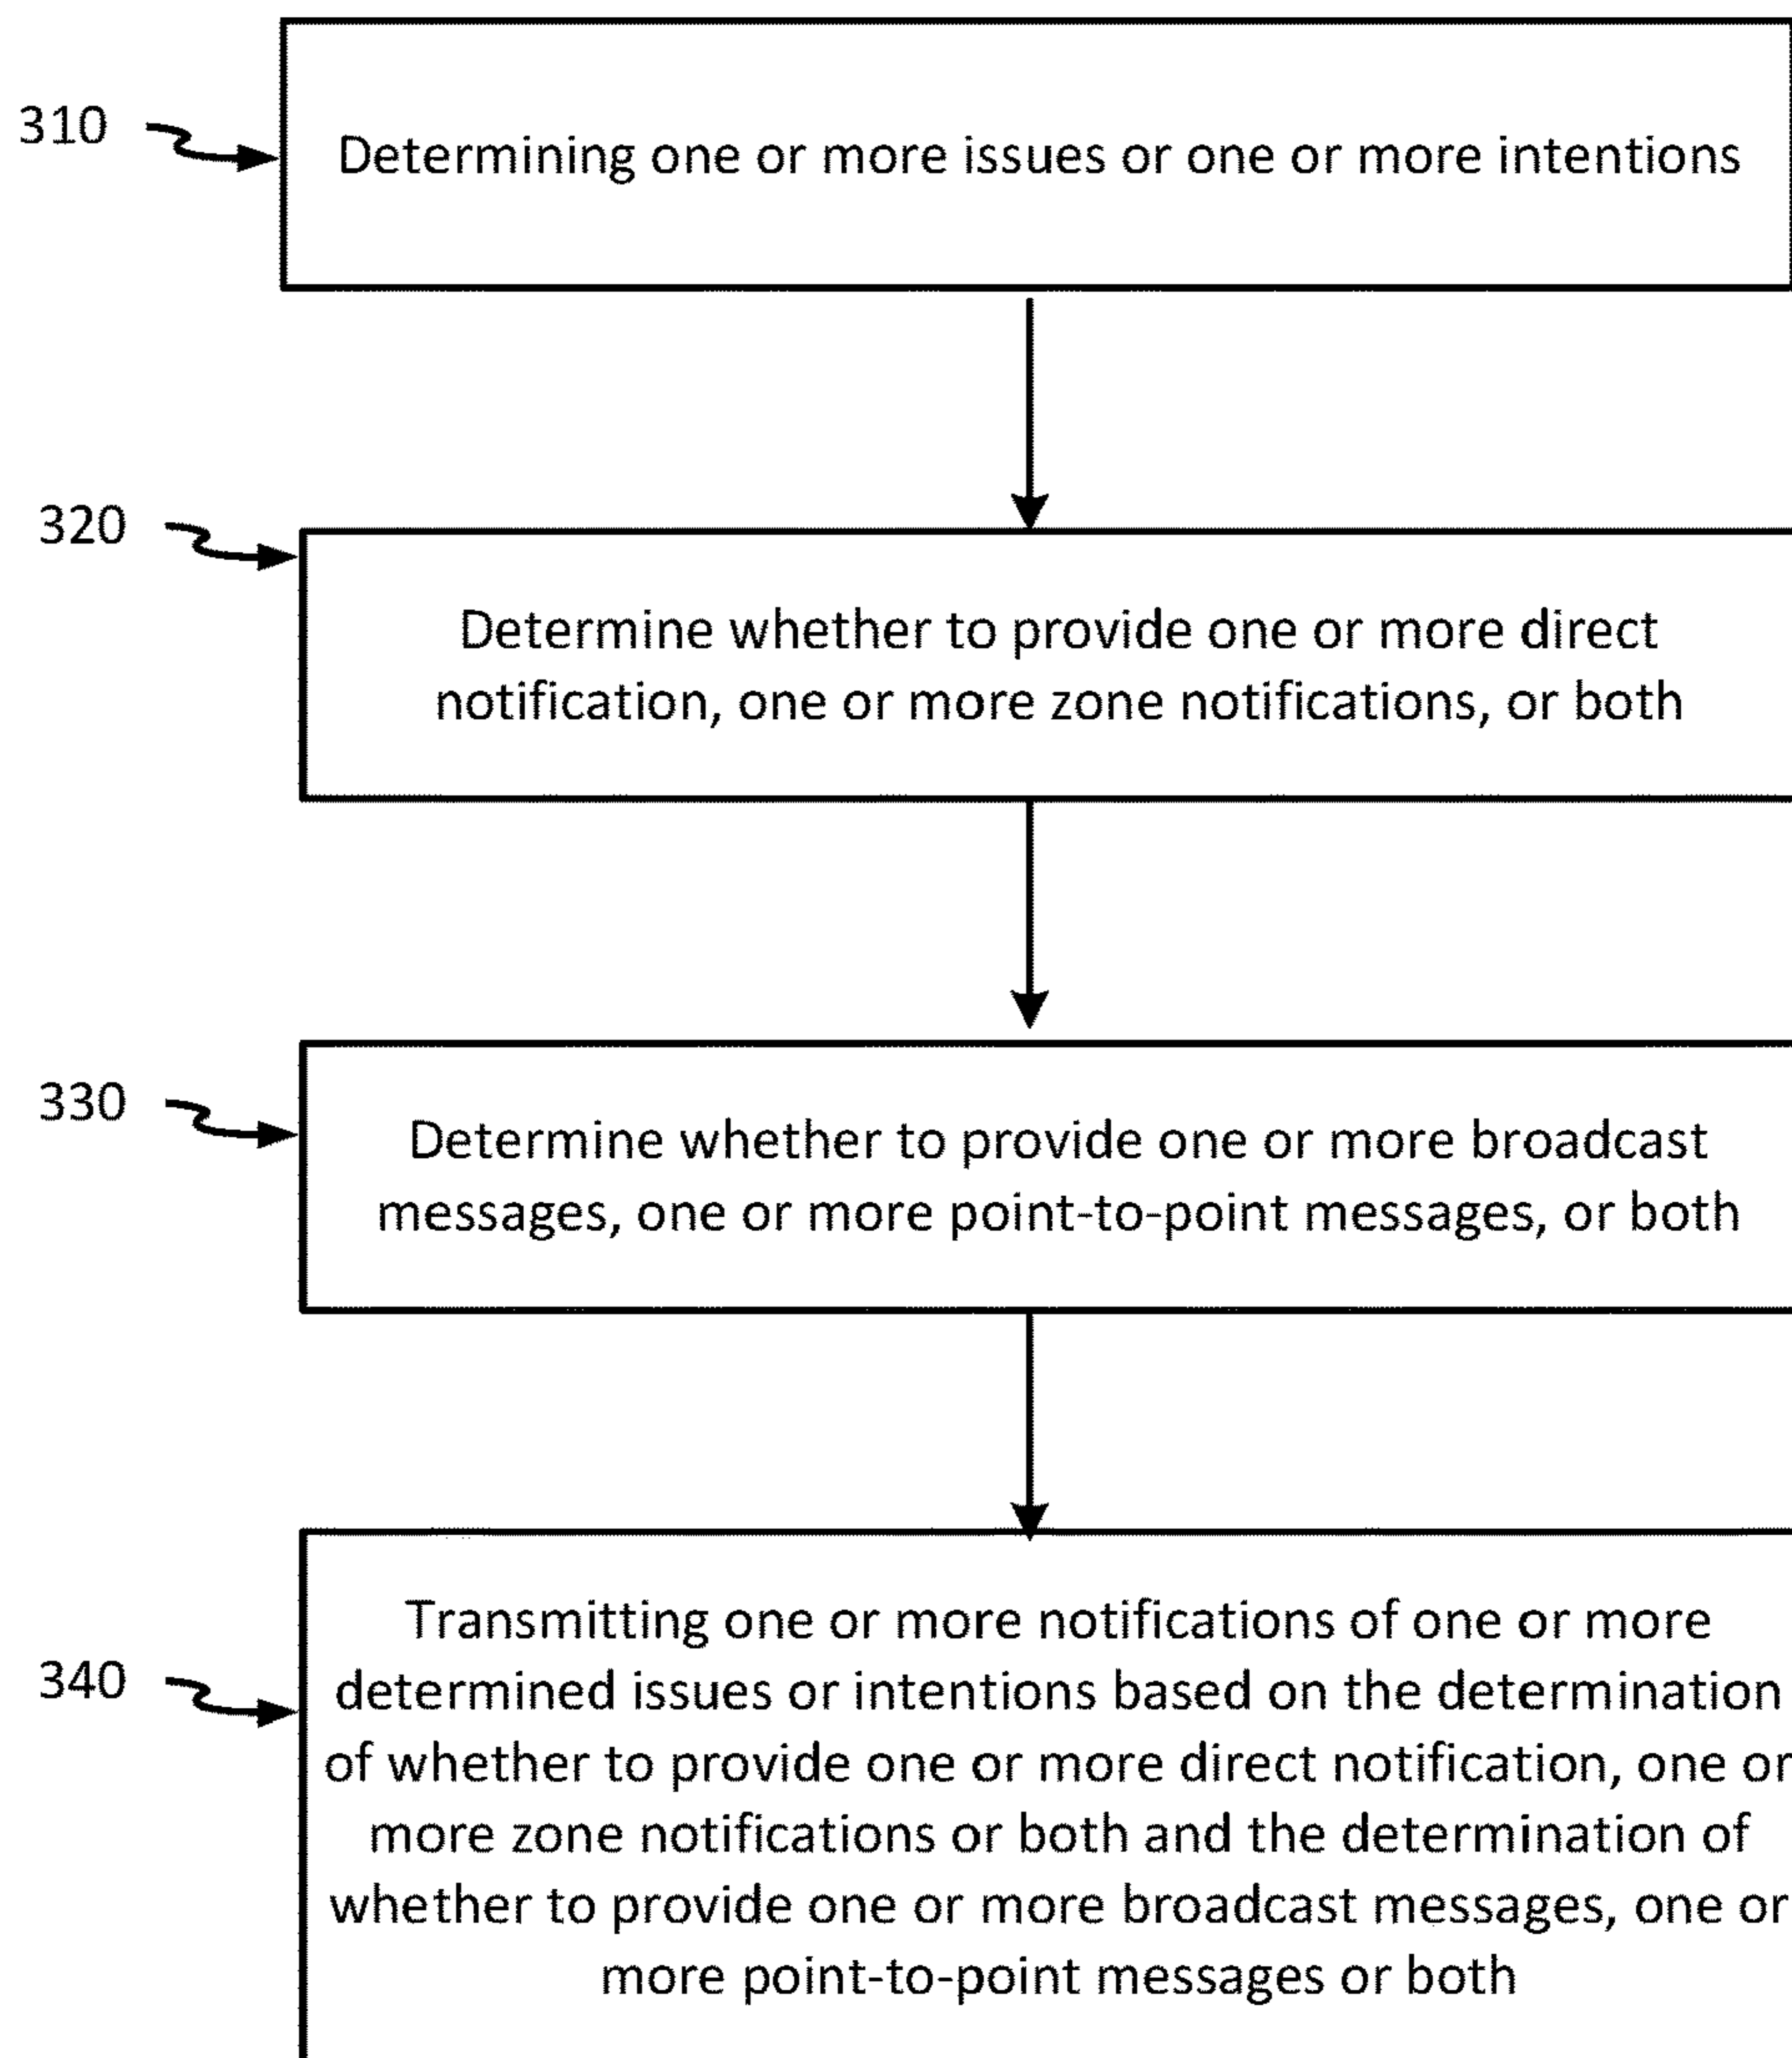 310
Determining one or more issues or one or more intentions
320
Determine whether to provide one or more direct
notification, one or more zone notifications, or both
330
Determine whether to provide one or more broadcast
messages, one or more point-to-point messages, or both
340
Transmitting one or more notifications of one or more
determined issues or intentions based on the determination
of whether to provide one or more direct notification, one or
more zone notifications or both and the determination of
whether to provide one or more broadcast messages, one or
more point-to-point messages or both